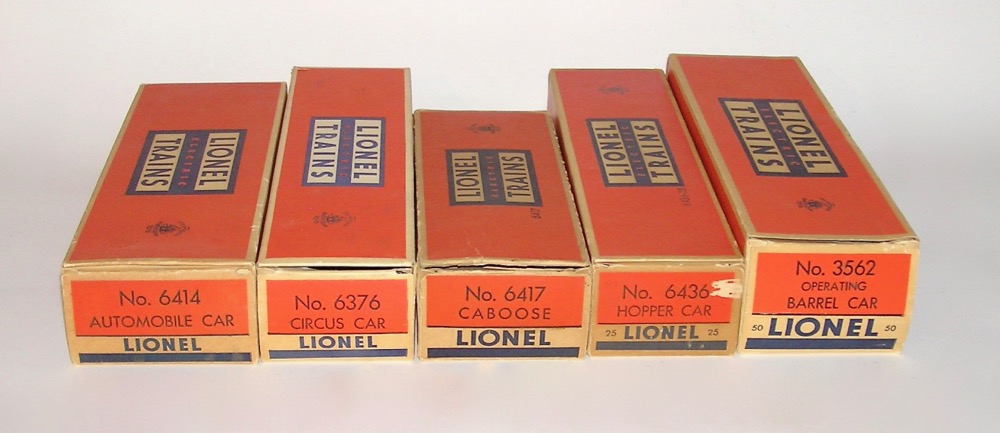 LIONEL
ELECTRIC
TRAINS
No. 6414
AUTOMOBILE CAR
LIONEL
LIONEL
ELECTRIC
TRAINS
No. 6376
CIRCUS CAR
LIONEL
LIONEL
ELECTRIC
TRAINS
6417
No. 6417
CABOOSE
LIONEL
LIONEL
ELECTRIC
TRAINS
No. 6436
HOPPER CAR
25 LIONEL 25
LIONEL
ELECTRIC
TRAINS
No. 3562
OPERATING
BARREL CAR
50 LIONEL 50